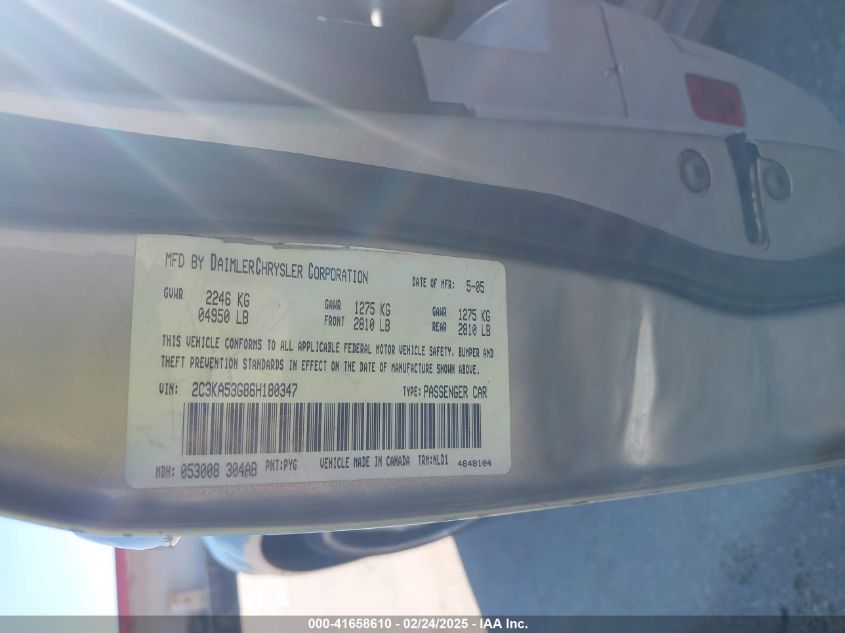 MFD BY DAIMLERCHRYSLER CORPORATION DATE OF MFR: 5-05
GVWR 2246 KG 04950 LB GAWR FRONT 1275 KG 2810 LB GAWR REAR 1275 KG 2810 LB
THIS VEHICLE CONFORMS TO ALL APPLICABLE FEDERAL MOTOR VEHICLE SAFETY, BUMPER AND
THEFT PREVENTION STANDARDS IN EFFECT ON THE DATE OF MANUFACTURE SHOWN ABOVE.
VIN: 2C3KA53G86H180347 TYPE: PASSENGER CAR
MDH: 053008 304AB PNT: PYG VEHICLE MADE IN CANADA TRM: NLD1 4648104
000-41658610 - 02/24/2025 - IAA Inc.